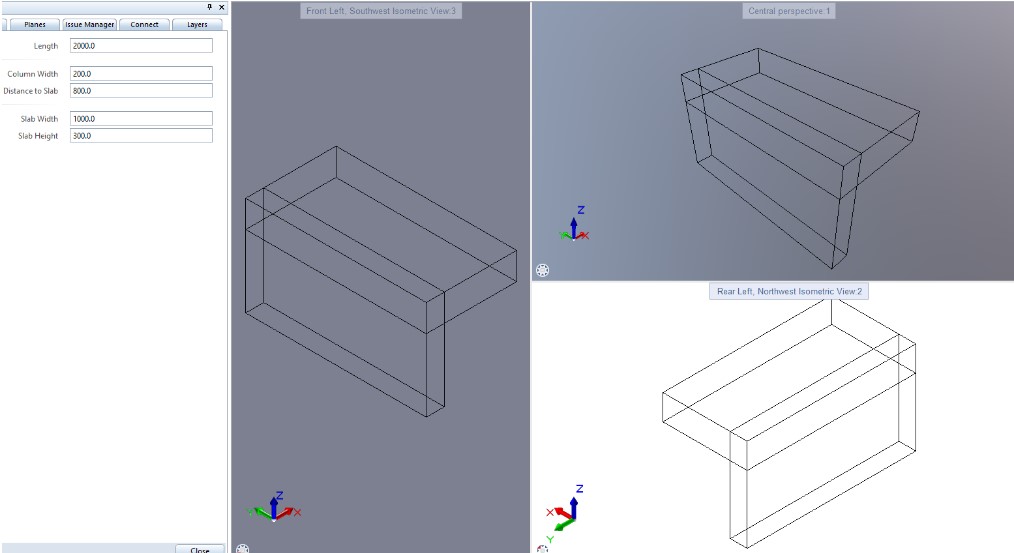 Planes Issue Manager Connect Layers
Length 2000.0
Column Width 200.0
Distance to Slab 800.0
Slab Width 1000.0
Slab Height 300.0
Close
Front Left, Southwest Isometric View:3
Z
X
Central perspective:1
Z
X
Rear Left, Northwest Isometric View:2
Z
X
Y